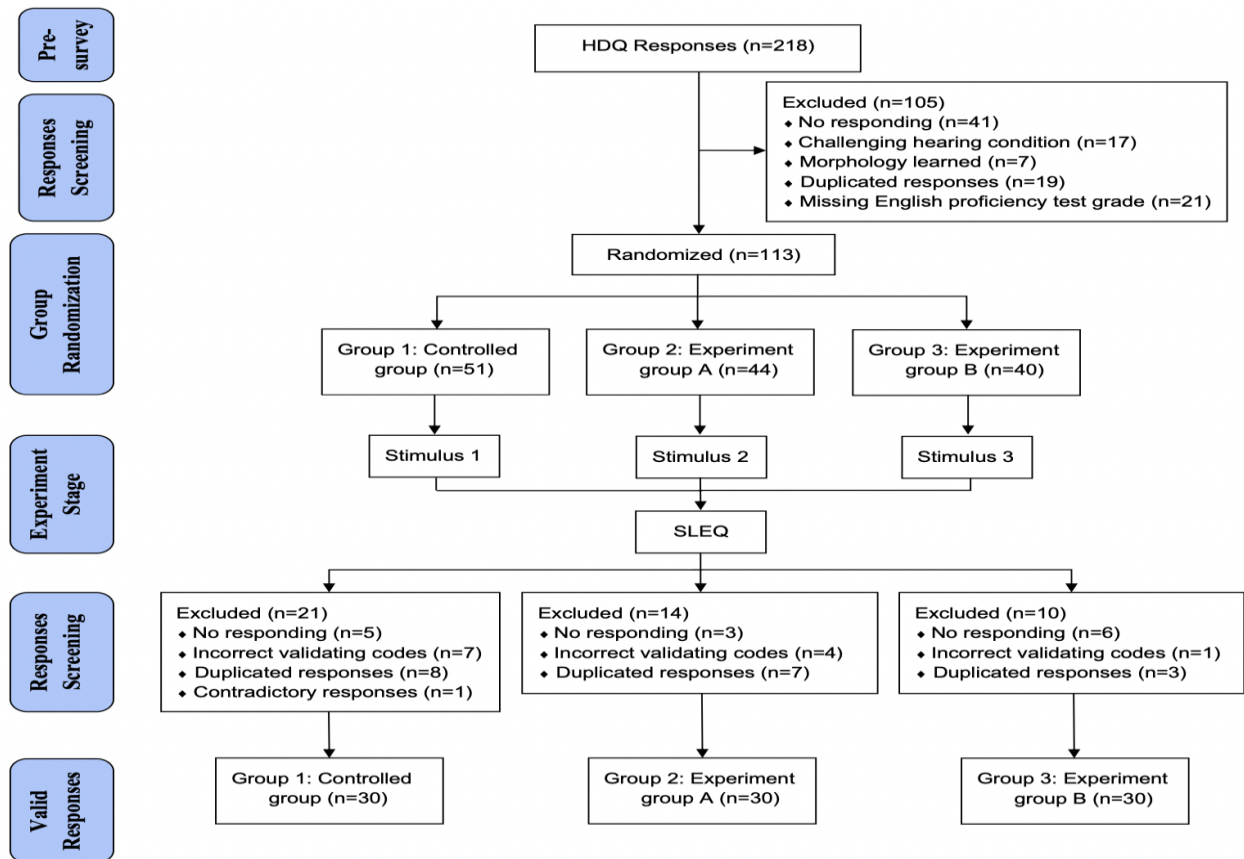 Pre-
survey
HDQ Responses (n=218)
Responses
Screening
Excluded (n=105)
◆ No responding (n=41)
◆ Challenging hearing condition (n=17)
◆ Morphology learned (n=7)
◆ Duplicated responses (n=19)
◆ Missing English proficiency test grade (n=21)
Group
Randomization
Randomized (n=113)
Group 1: Controlled
group (n=51)
Group 2: Experiment
group A (n=44)
Group 3: Experiment
group B (n=40)
Experiment
Stage
Stimulus 1
Stimulus 2
Stimulus 3
SLEQ
Responses
Screening
Excluded (n=21)
◆ No responding (n=5)
◆ Incorrect validating codes (n=7)
◆ Duplicated responses (n=8)
◆ Contradictory responses (n=1)
Excluded (n=14)
◆ No responding (n=3)
◆ Incorrect validating codes (n=4)
◆ Duplicated responses (n=7)
Excluded (n=10)
◆ No responding (n=6)
◆ Incorrect validating codes (n=1)
◆ Duplicated responses (n=3)
Valid
Responses
Group 1: Controlled
group (n=30)
Group 2: Experiment
group A (n=30)
Group 3: Experiment
group B (n=30)